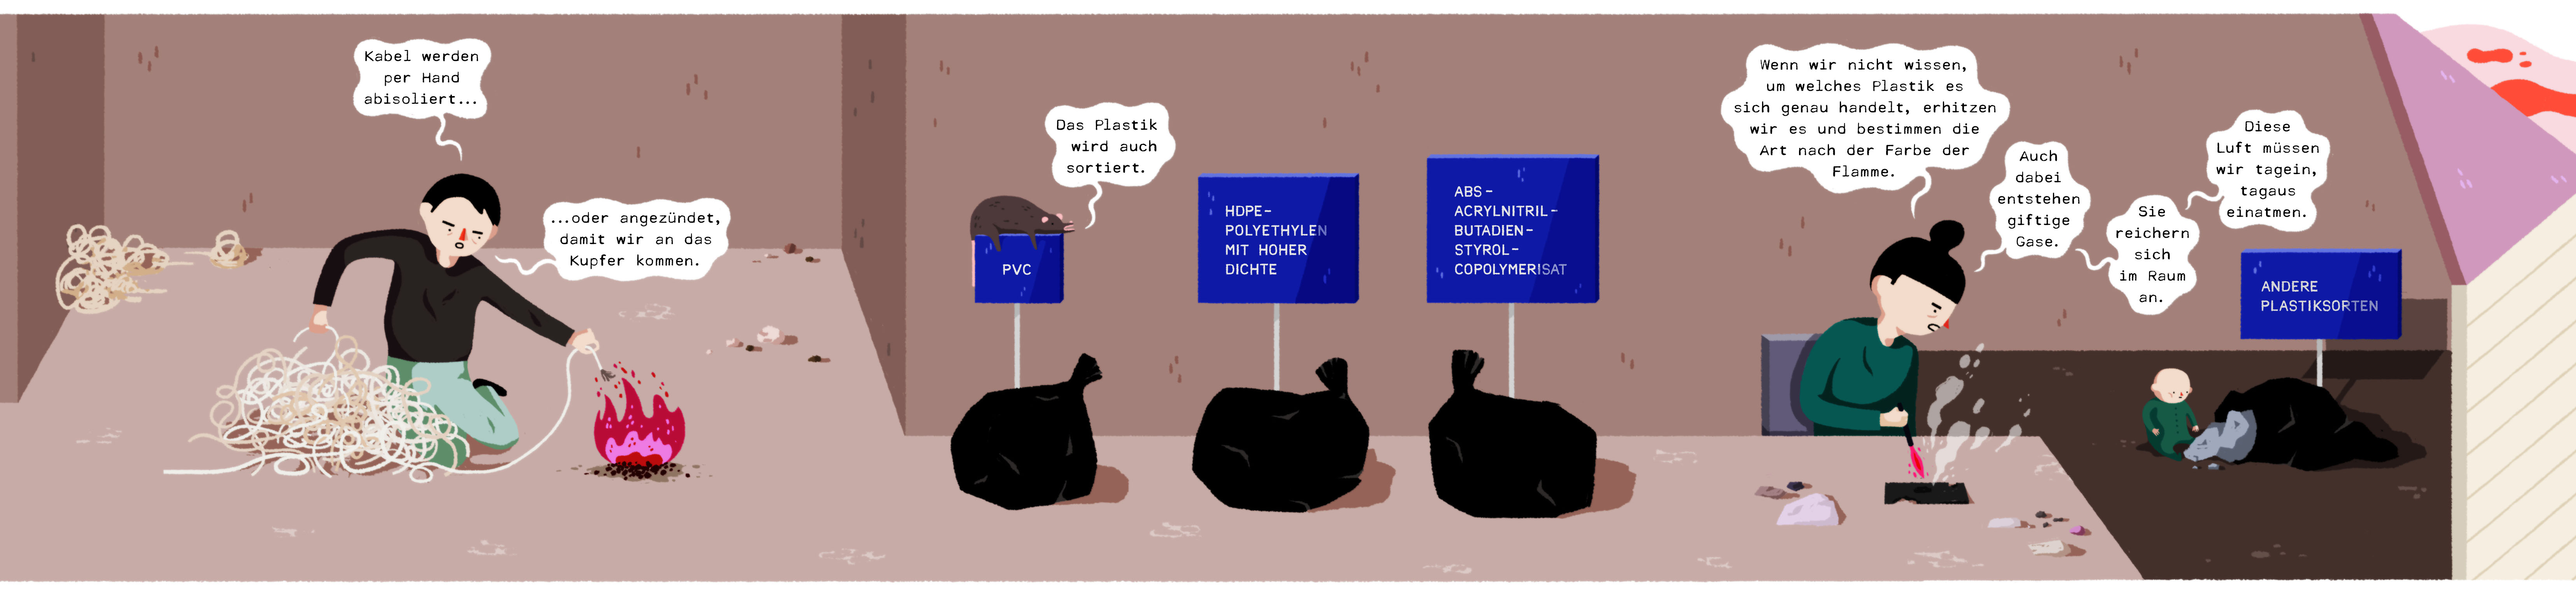 Kabel werden
per Hand
abisoliert...
...oder angezündet,
damit wir an das
Kupfer kommen.
Das Plastik
wird auch
sortiert.
PVC
HDPE-
POLYETHYLEN
MIT HOHER
DICHTE
ABS-
ACRYLNITRIL-
BUTADIEN-
STYROL-
COPOLYMERISAT
Wenn wir nicht wissen,
um welches Plastik es
sich genau handelt, erhitzen
wir es und bestimmen die
Art nach der Farbe der
Flamme.
Auch
dabei
entstehen
giftige
Gase.
Sie
reichern
sich
im Raum
an.
Diese
Luft müssen
wir tagein,
tagaus
einatmen.
ANDERE
PLASTIKSORTEN